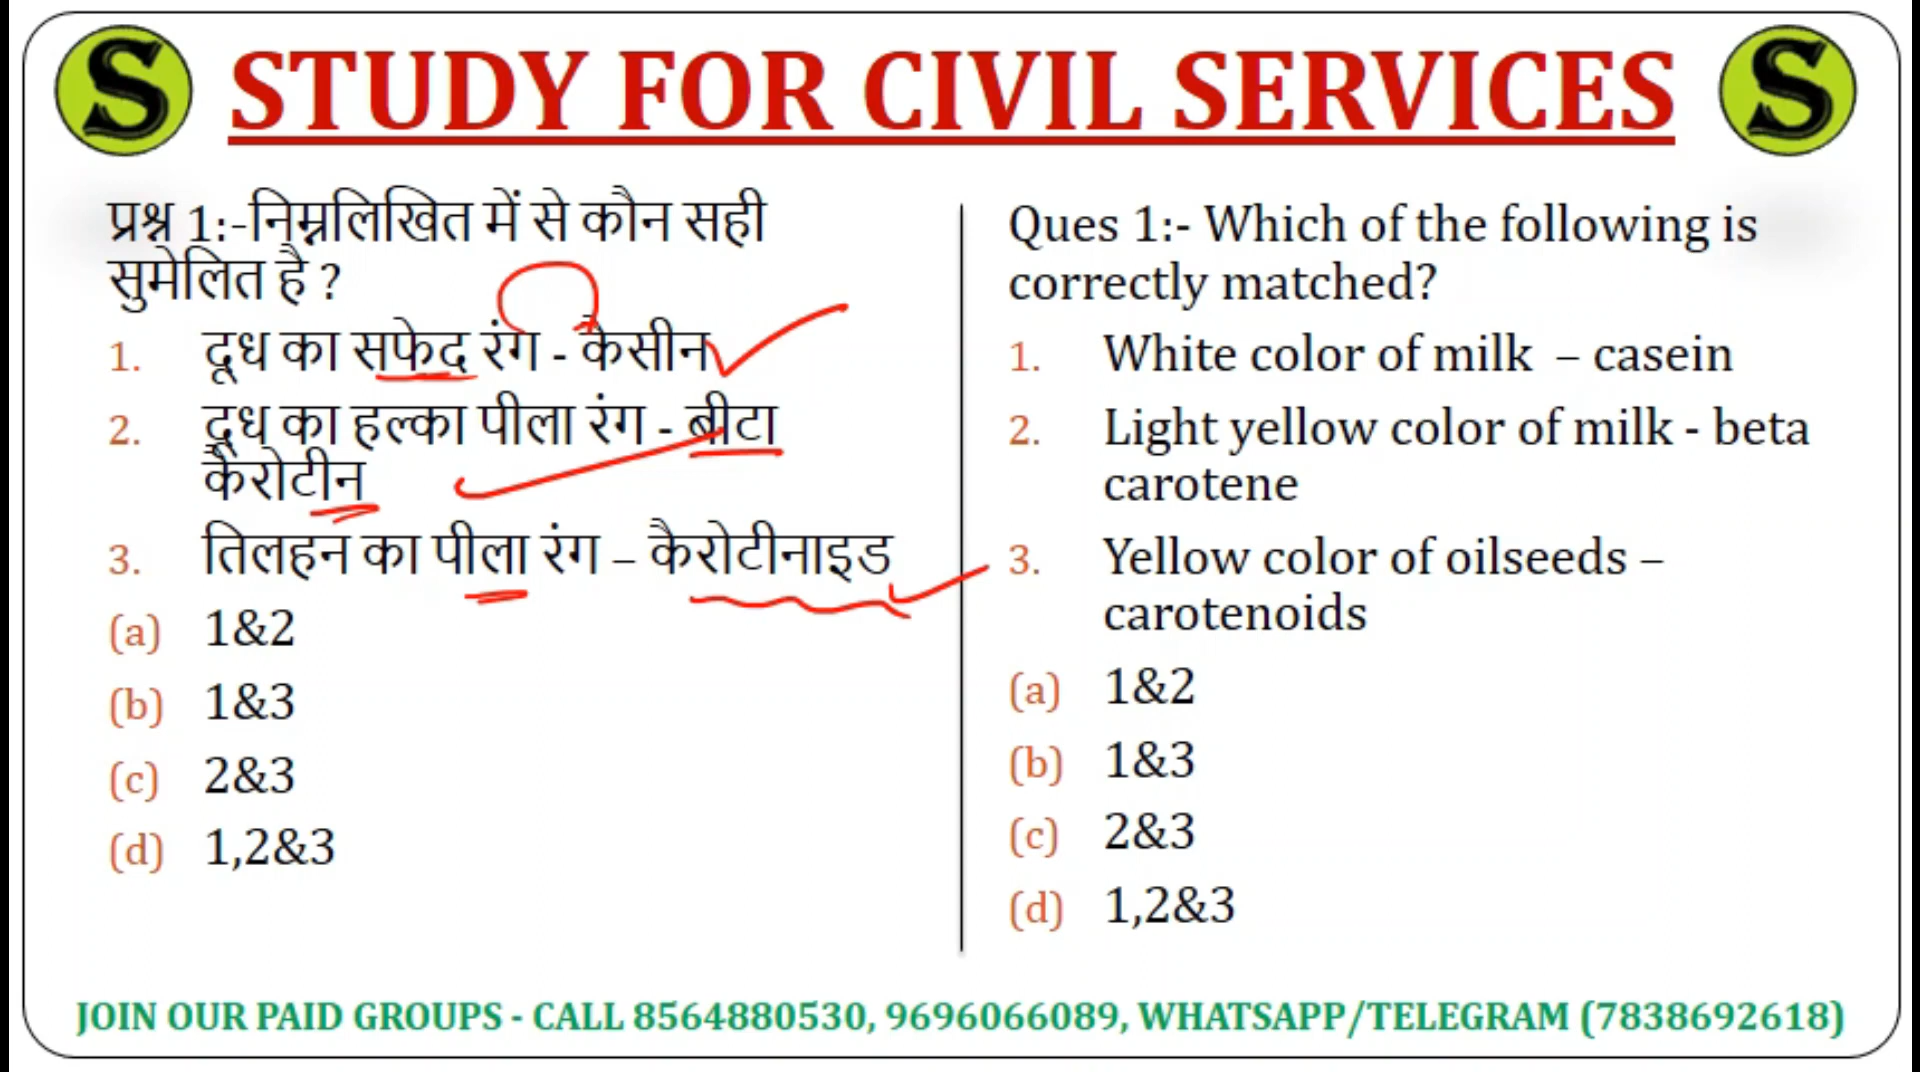 S STUDY FOR CIVIL SERVICES S
प्रश्न 1:-निम्नलिखित में से कौन सही
सुमेलित है ?
1. दूध का सफेद रंग - कैसीन
2. दूध का हल्का पीला रंग - बीटा
कैरोटीन
3. तिलहन का पीला रंग – कैरोटीनाइड
(a) 1&2
(b) 1&3
(c) 2&3
(d) 1,2&3
Ques 1:- Which of the following is
correctly matched?
1. White color of milk – casein
2. Light yellow color of milk - beta
carotene
3. Yellow color of oilseeds –
carotenoids
(a) 1&2
(b) 1&3
(c) 2&3
(d) 1,2&3
JOIN OUR PAID GROUPS - CALL 8564880530, 9696066089, WHATSAPP/TELEGRAM (7838692618)